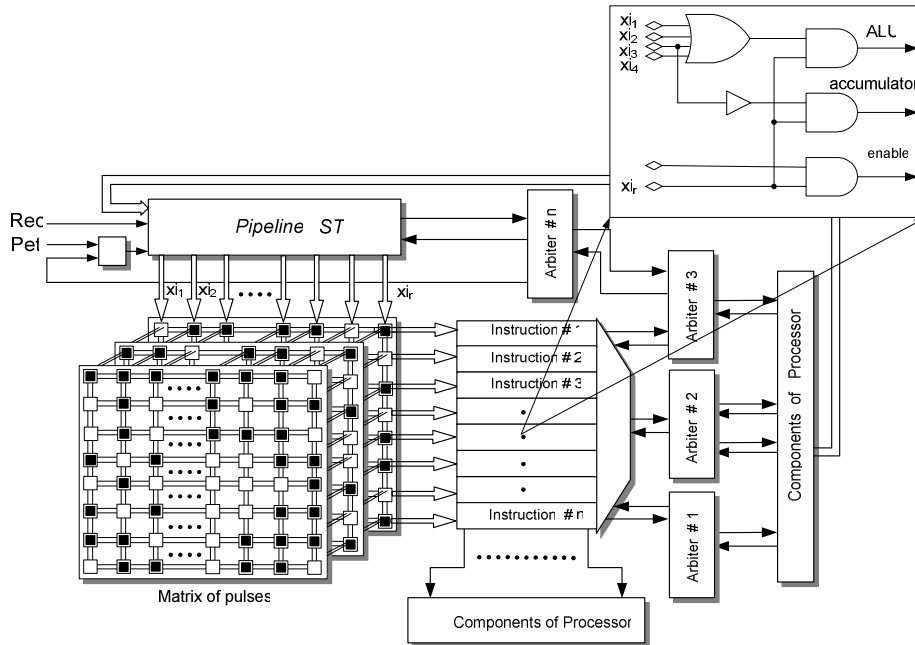 xi1
xi2
xi3
xi4
xir
ALU
accumulator
enable
Rec
Pet
Pipeline ST
Arbiter # n
xi1
xi2
xir
Arbiter # 3
Arbiter # 2
Arbiter # 1
Components of Processor
Instruction # 1
Instruction # 2
Instruction # 3
Instruction # n
Matrix of pulses
Components of Processor